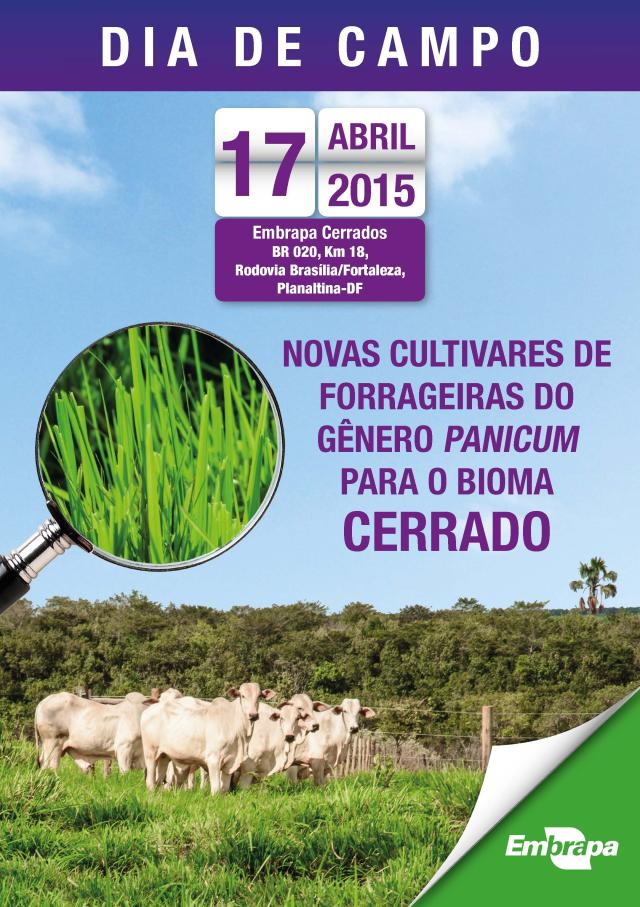 DIA DE CAMPO
17
ABRIL
2015
Embrapa Cerrados
BR 020, Km 18,
Rodovia Brasília/Fortaleza,
Planaltina-DF
NOVAS CULTIVARES DE
FORRAGEIRAS DO
GÊNERO PANICUM
PARA O BIOMA
CERRADO
Embrapa